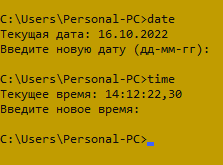 C:\Users\Personal-PC>date
Текущая дата: 16.10.2022
Введите новую дату (дд-мм-гг):
C:\Users\Personal-PC>time
Текущее время: 14:12:22,30
Введите новое время:
C:\Users\Personal-PC>